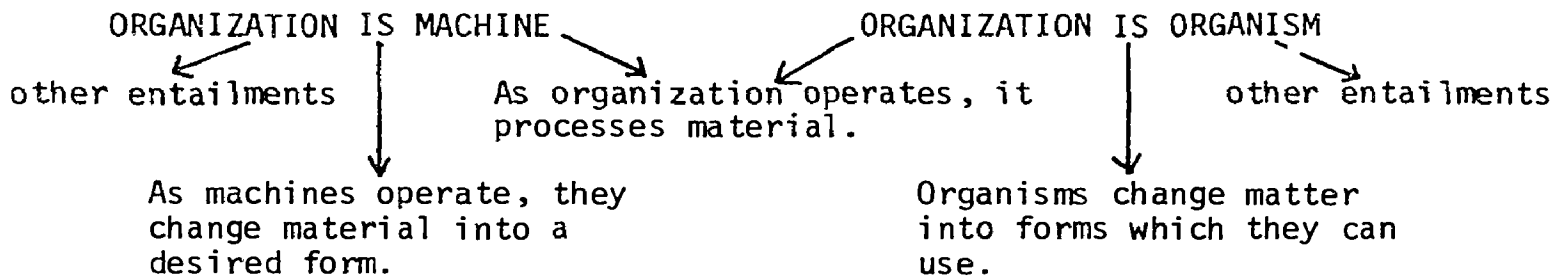 ORGANIZATION IS MACHINE
ORGANIZATION IS ORGANISM
other entailments
As organization operates, it
processes material.
other entailments
As machines operate, they
change material into a
desired form.
Organisms change matter
into forms which they can
use.